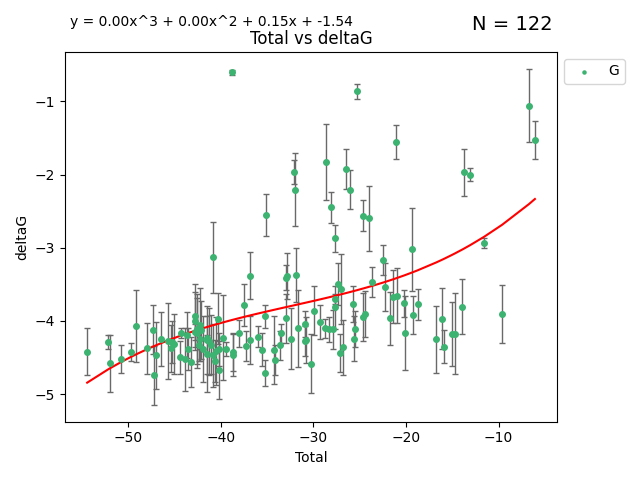 y = 0.00x^3 + 0.00x^2 + 0.15x + -1.54
N = 122
Total vs deltaG
G
deltaG
−1
−2
−3
−4
−5
−50 −40 −30 −20 −10
Total